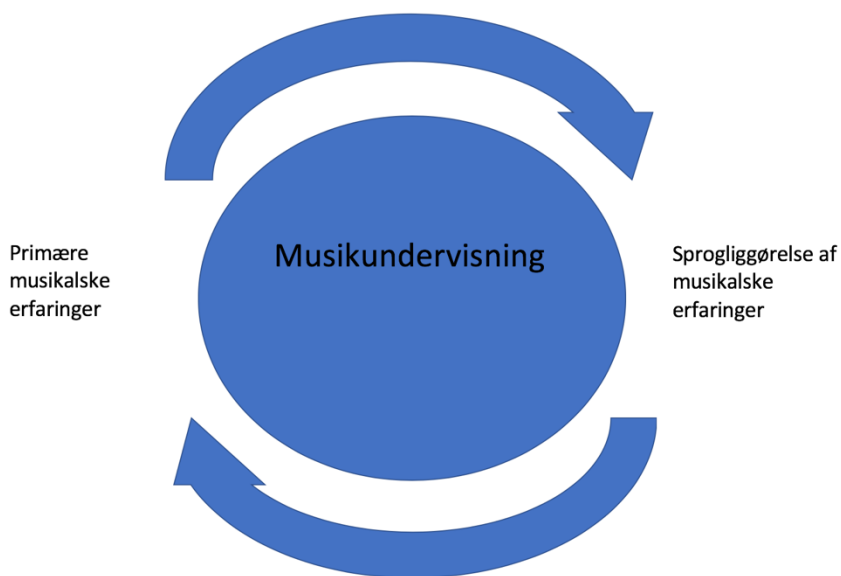 Musikundervisning
Primære
musikalske
erfaringer
Sprogliggørelse af
musikalske
erfaringer